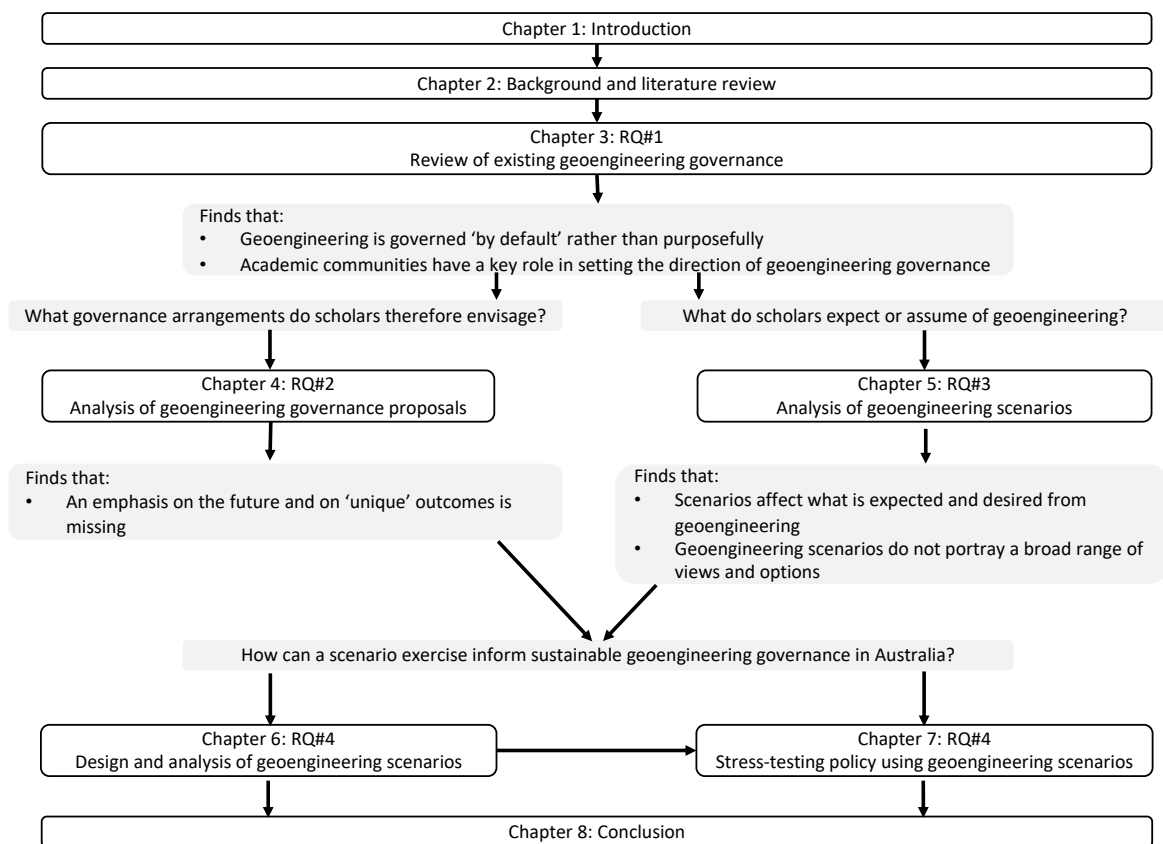 Chapter 1: Introduction
Chapter 2: Background and literature review
Chapter 3: RQ#1
Review of existing geoengineering governance
Finds that:
• Geoengineering is governed ‘by default’ rather than purposefully
• Academic communities have a key role in setting the direction of geoengineering governance
What governance arrangements do scholars therefore envisage?
What do scholars expect or assume of geoengineering?
Chapter 4: RQ#2
Analysis of geoengineering governance proposals
Chapter 5: RQ#3
Analysis of geoengineering scenarios
Finds that:
• An emphasis on the future and on ‘unique’ outcomes is
missing
Finds that:
• Scenarios affect what is expected and desired from
geoengineering
• Geoengineering scenarios do not portray a broad range of
views and options
How can a scenario exercise inform sustainable geoengineering governance in Australia?
Chapter 6: RQ#4
Design and analysis of geoengineering scenarios
Chapter 7: RQ#4
Stress-testing policy using geoengineering scenarios
Chapter 8: Conclusion